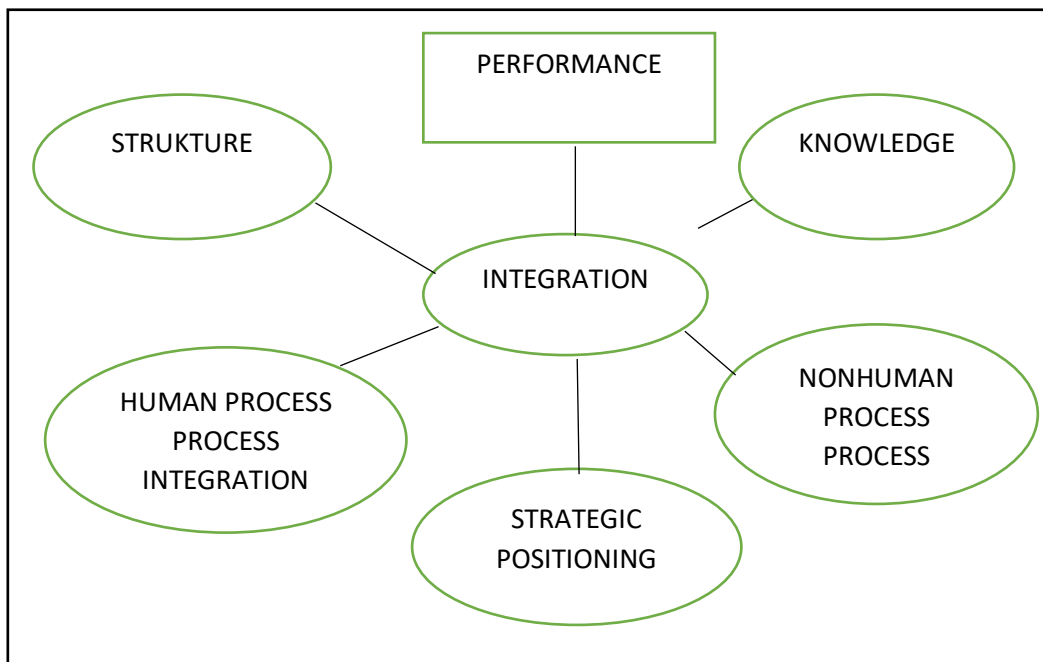 PERFORMANCE
STRUKTURE
KNOWLEDGE
INTEGRATION
HUMAN PROCESS
PROCESS
INTEGRATION
NONHUMAN
PROCESS
PROCESS
STRATEGIC
POSITIONING